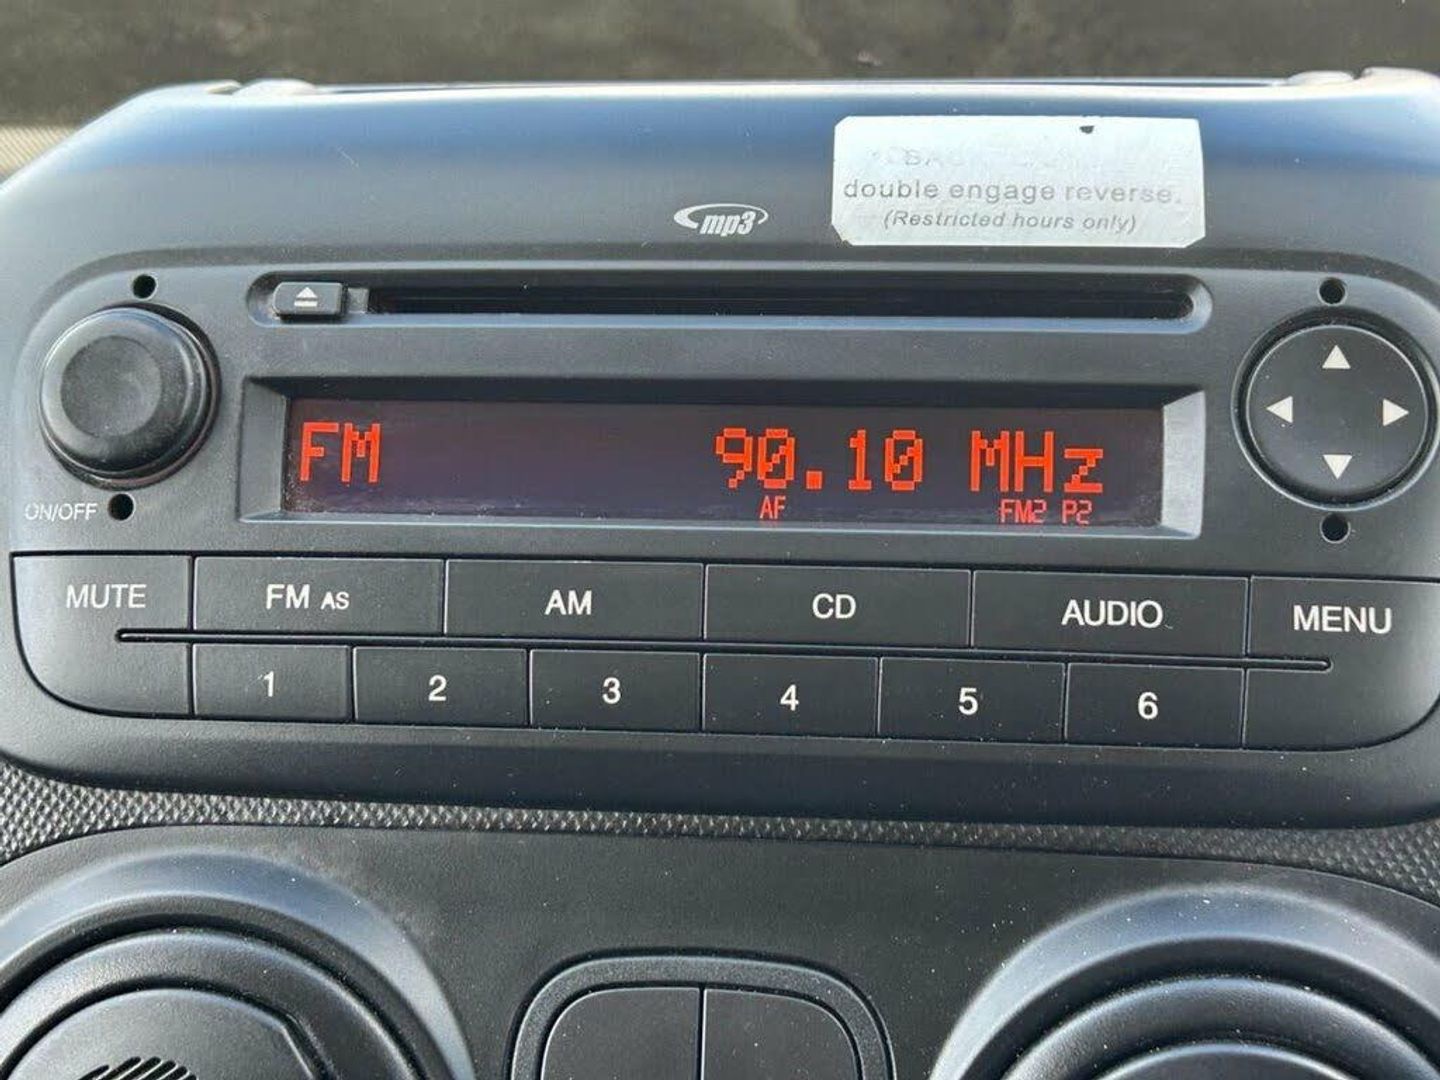 double engage reverse.
(Restricted hours only)
mp3
FM 90.10 MHz
AF FM2 P2
ON/OFF
MUTE FM AS AM CD AUDIO MENU
1 2 3 4 5 6